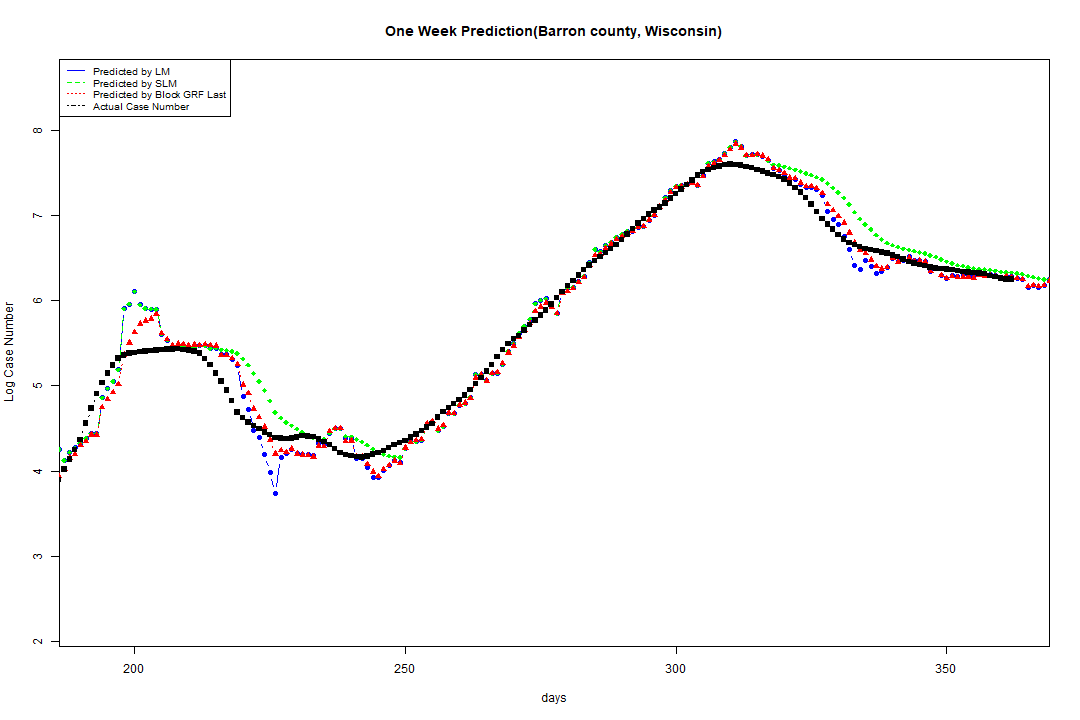 One Week Prediction(Barron county, Wisconsin)
Predicted by LM
Predicted by SLM
Predicted by Block GRF Last
Actual Case Number
8
7
6
5
4
3
2
Log Case Number
200
250
300
350
days